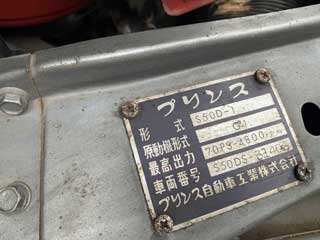 プリンス
形式 S50D-1
原動機形式 G1
最高出力 70PS-4800
車両番号 S50DS-
プリンス自動車工業株式会社